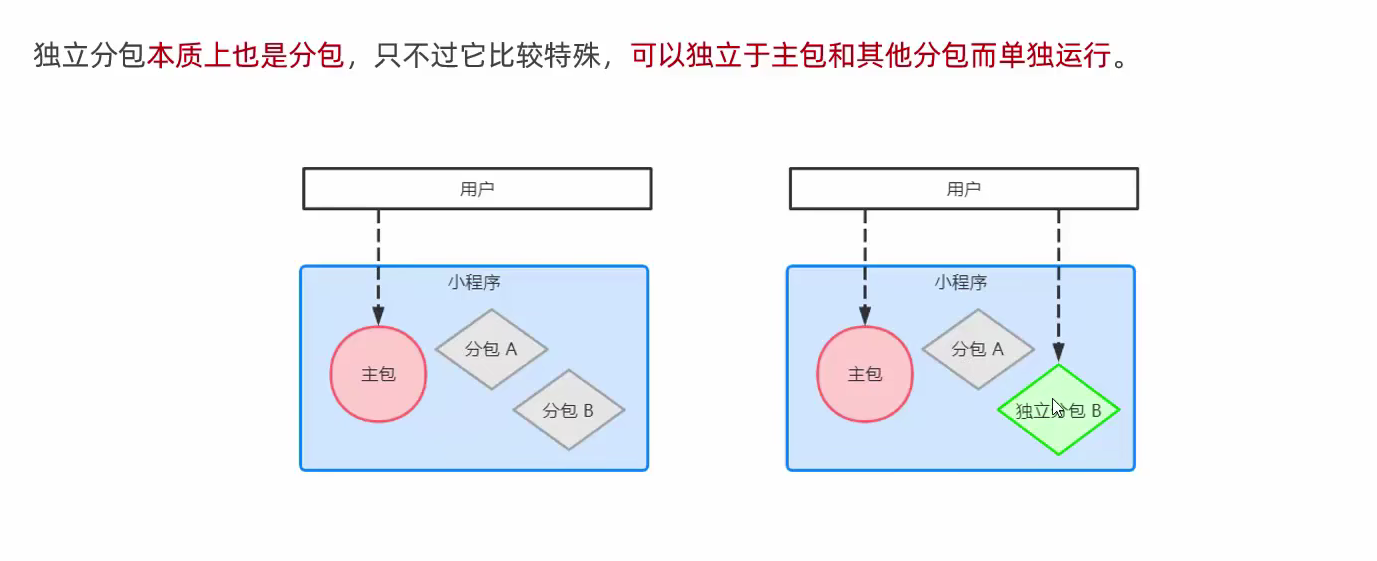 独立分包本质上也是分包，只不过它比较特殊，可以独立于主包和其他分包而单独运行。
用户
小程序
主包
分包 A
分包 B
用户
小程序
主包
分包 A
独立分包 B